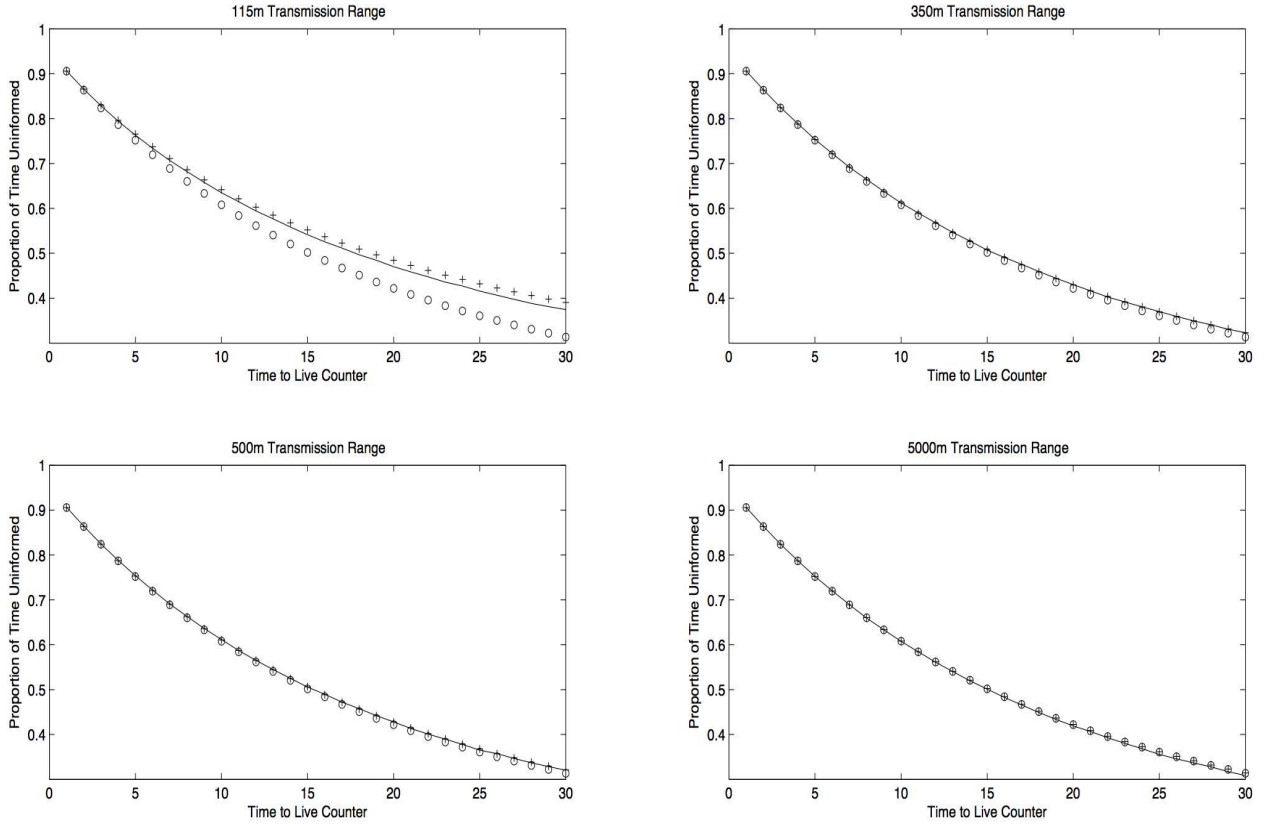 115m Transmission Range
1
0.9
0.8
0.7
0.6
0.5
0.4
Proportion of Time Uninformed
0 5 10 15 20 25 30
Time to Live Counter
350m Transmission Range
1
0.9
0.8
0.7
0.6
0.5
0.4
Proportion of Time Uninformed
0 5 10 15 20 25 30
Time to Live Counter
500m Transmission Range
1
0.9
0.8
0.7
0.6
0.5
0.4
Proportion of Time Uninformed
0 5 10 15 20 25 30
Time to Live Counter
5000m Transmission Range
1
0.9
0.8
0.7
0.6
0.5
0.4
Proportion of Time Uninformed
0 5 10 15 20 25 30
Time to Live Counter